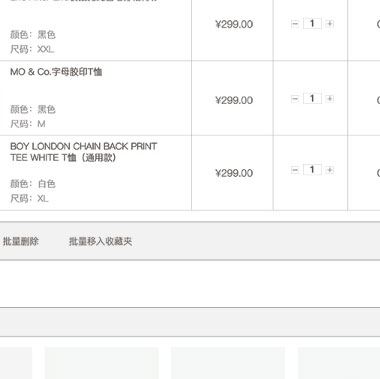 ¥299.00
− 1 +
颜色：黑色
尺码：XXL
MO & Co.字母胶印T恤
¥299.00
− 1 +
颜色：黑色
尺码：M
BOY LONDON CHAIN BACK PRINT
TEE WHITE T恤（通用款）
¥299.00
− 1 +
颜色：白色
尺码：XL
批量删除
批量移入收藏夹